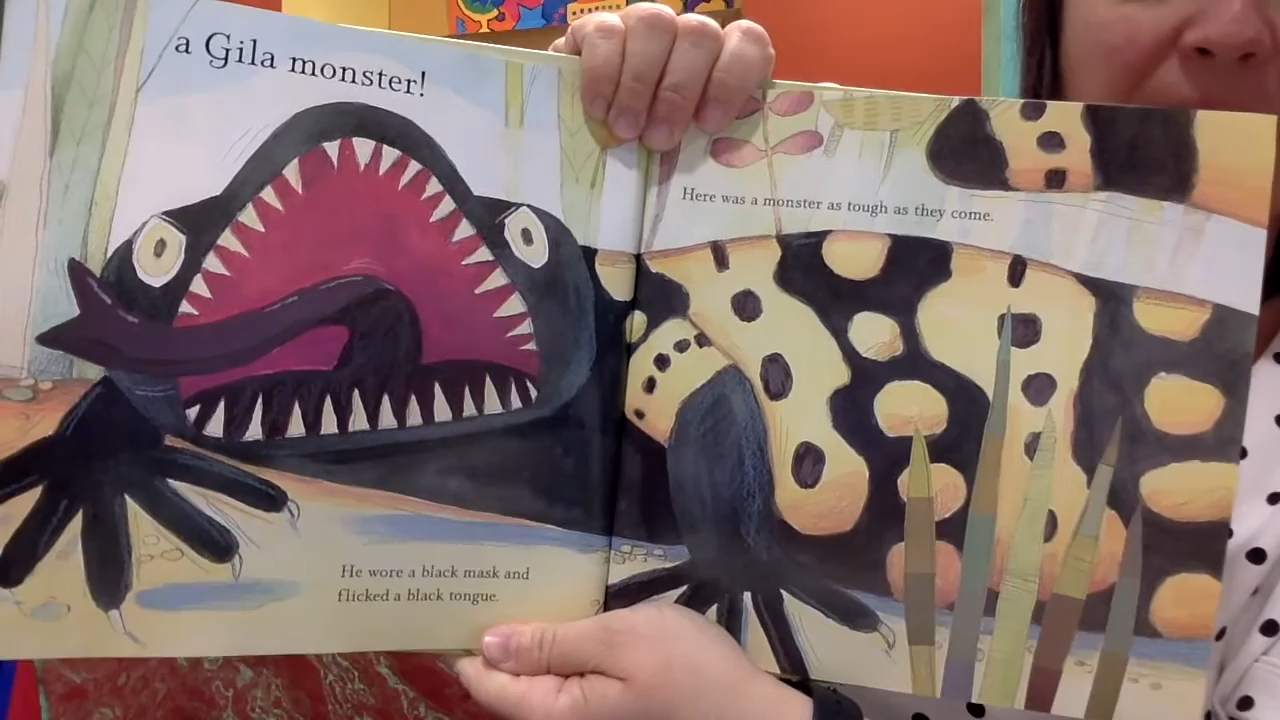 a Gila monster!
He wore a black mask and
flicked a black tongue.
Here was a monster as tough as they come.